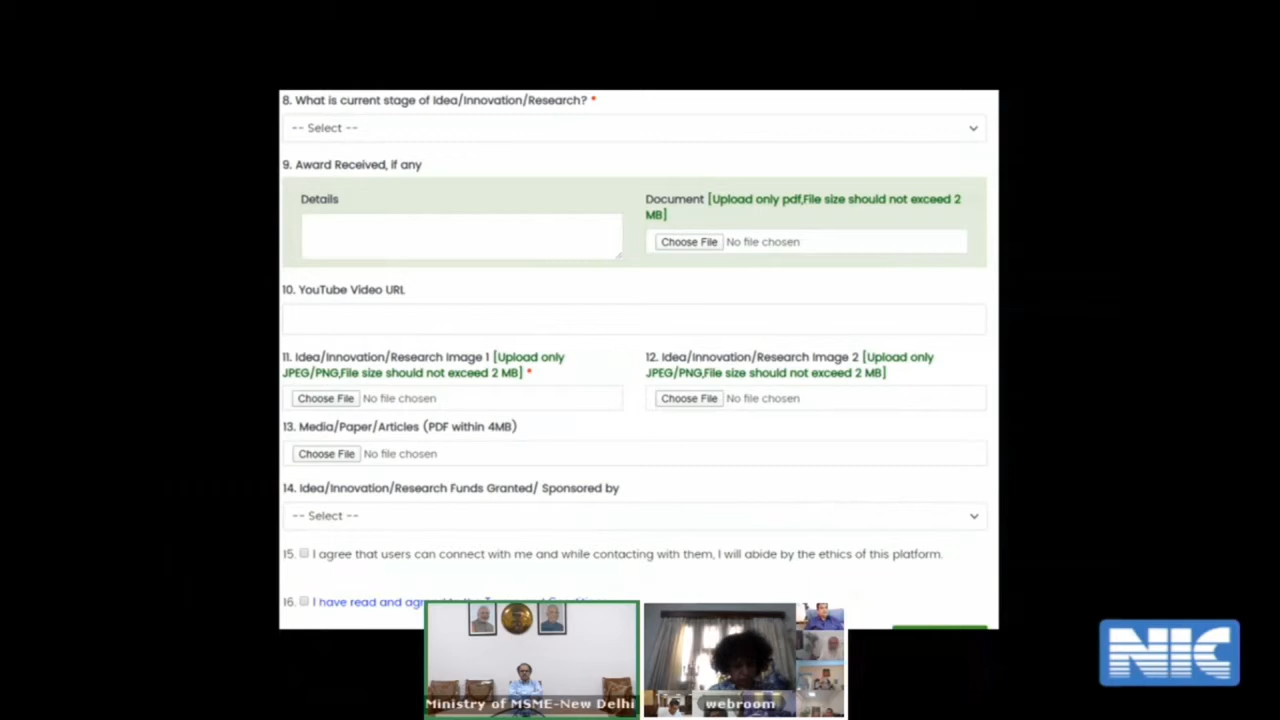 8. What is current stage of Idea/Innovation/Research? *
-- Select --
9. Award Received, if any
Details
Document [Upload only pdf,File size should not exceed 2
MB]
Choose File No file chosen
10. YouTube Video URL
11. Idea/Innovation/Research Image 1 [Upload only
JPEG/PNG,File size should not exceed 2 MB] *
Choose File No file chosen
12. Idea/Innovation/Research Image 2 [Upload only
JPEG/PNG,File size should not exceed 2 MB]
Choose File No file chosen
13. Media/Paper/Articles (PDF within 4MB)
Choose File No file chosen
14. Idea/Innovation/Research Funds Granted/ Sponsored by
-- Select --
15. I agree that users can connect with me and while contacting with them, I will abide by the ethics of this platform.
16. I have read and
Ministry of MSME-New Delhi
webroom
NIC